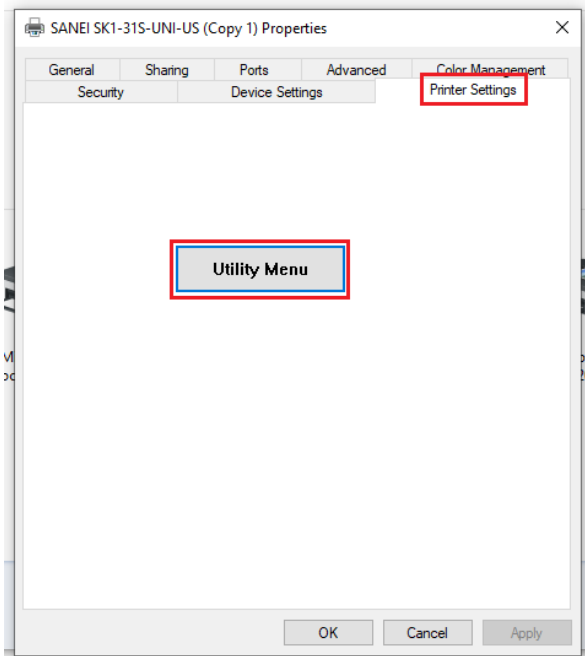 SANEI SK1-31S-UNI-US (Copy 1) Properties
General Sharing Ports Advanced Color Management
Security Device Settings Printer Settings
Utility Menu
OK Cancel Apply